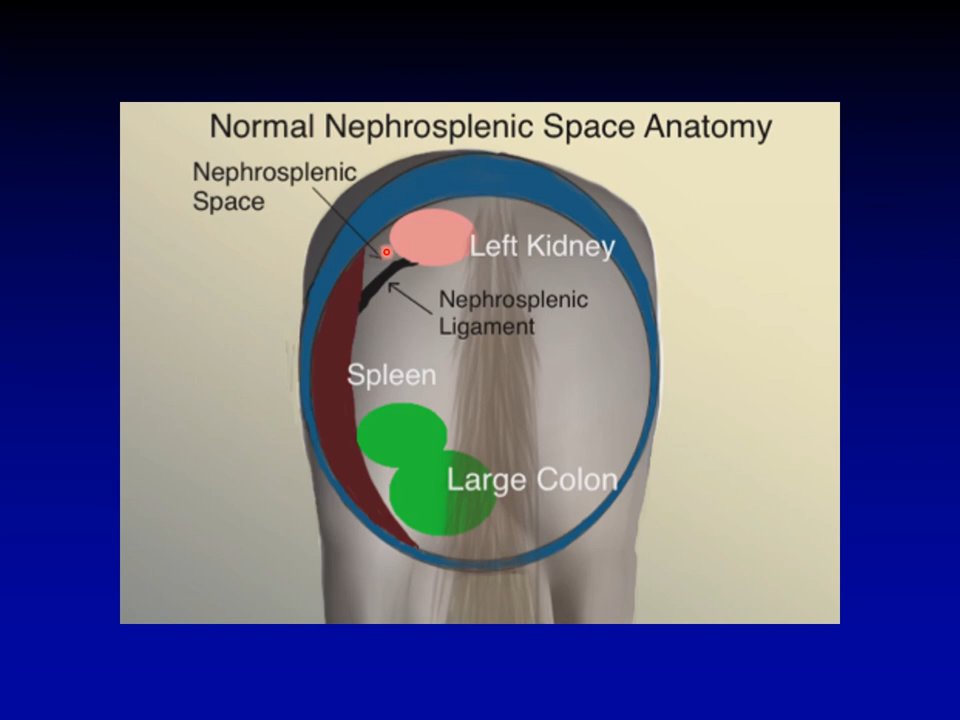 Normal Nephrosplenic Space Anatomy
Nephrosplenic
Space
Left Kidney
Nephrosplenic
Ligament
Spleen
Large Colon